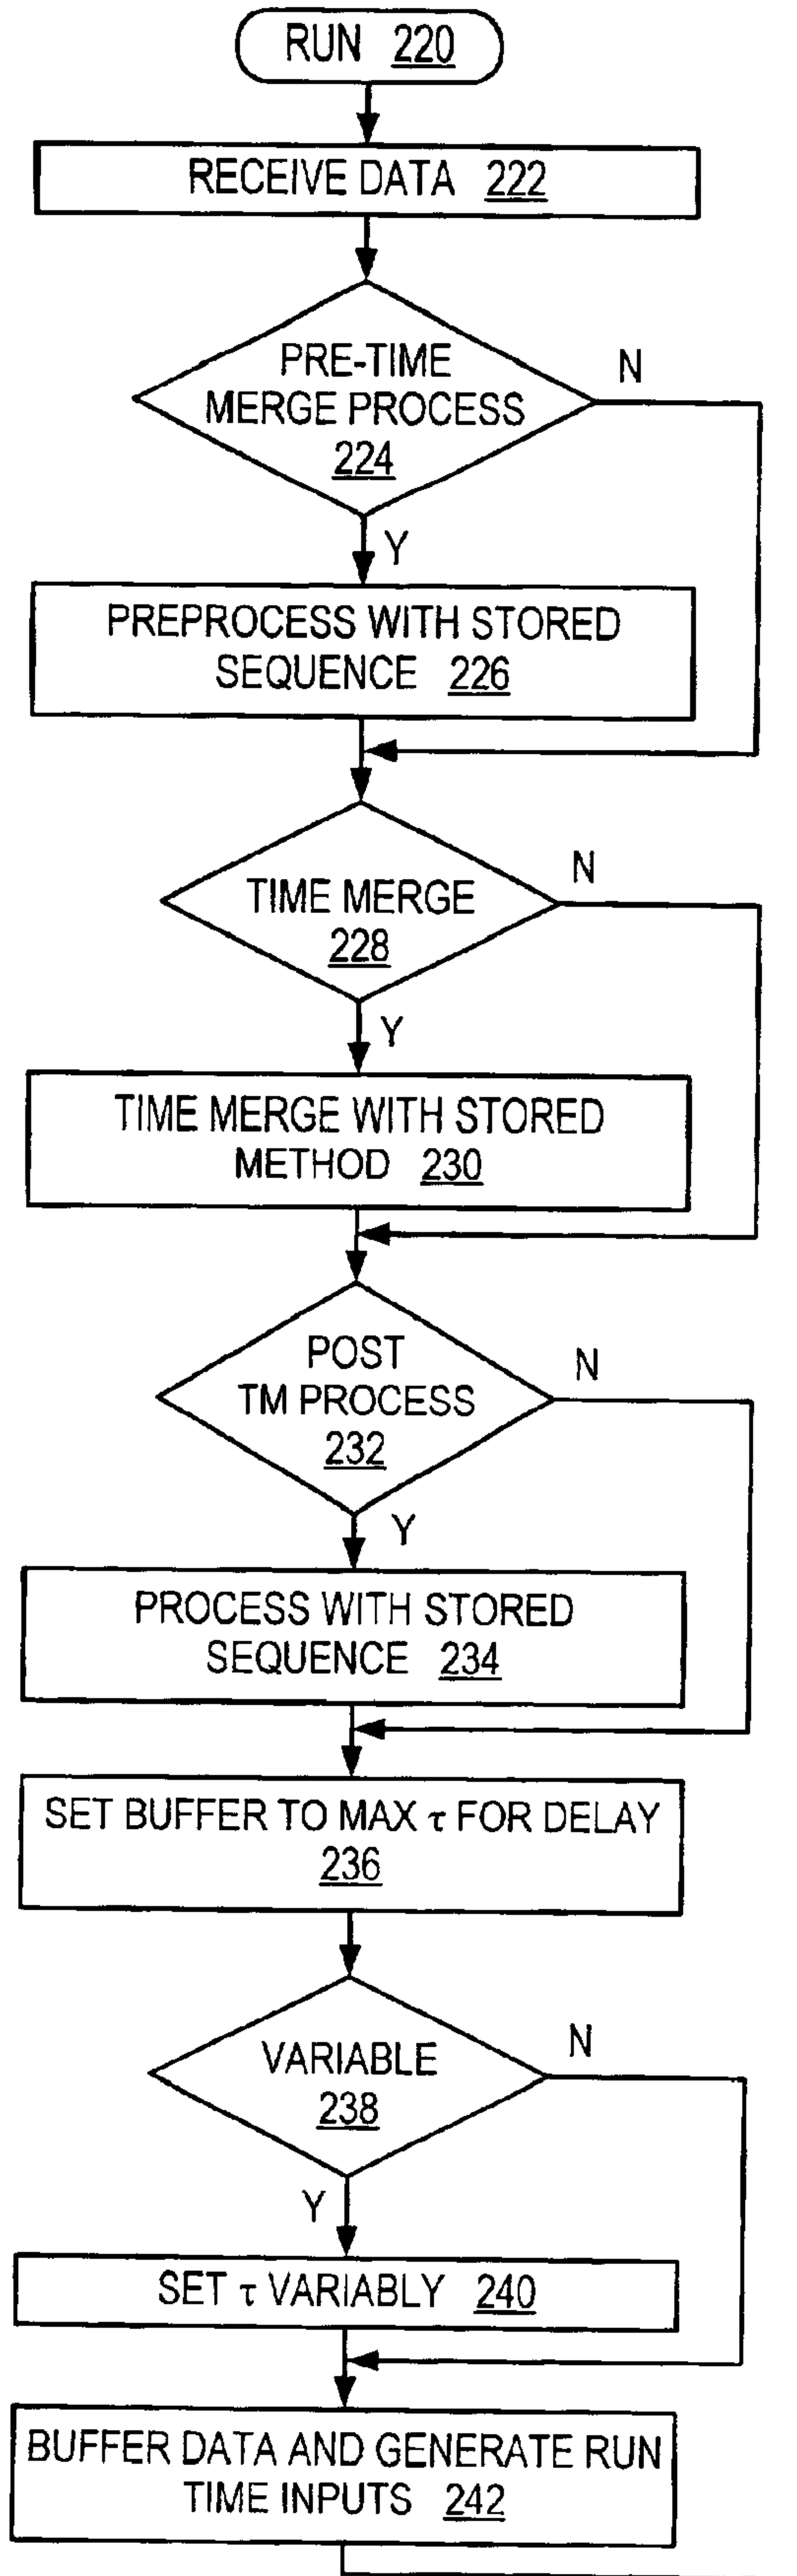 RUN 220
RECEIVE DATA 222
PRE-TIME
MERGE PROCESS
224
N
Y
PREPROCESS WITH STORED
SEQUENCE 226
TIME MERGE
228
N
Y
TIME MERGE WITH STORED
METHOD 230
POST
TM PROCESS
232
N
Y
PROCESS WITH STORED
SEQUENCE 234
SET BUFFER TO MAX τ FOR DELAY
236
VARIABLE
238
N
Y
SET τ VARIABLY 240
BUFFER DATA AND GENERATE RUN
TIME INPUTS 242